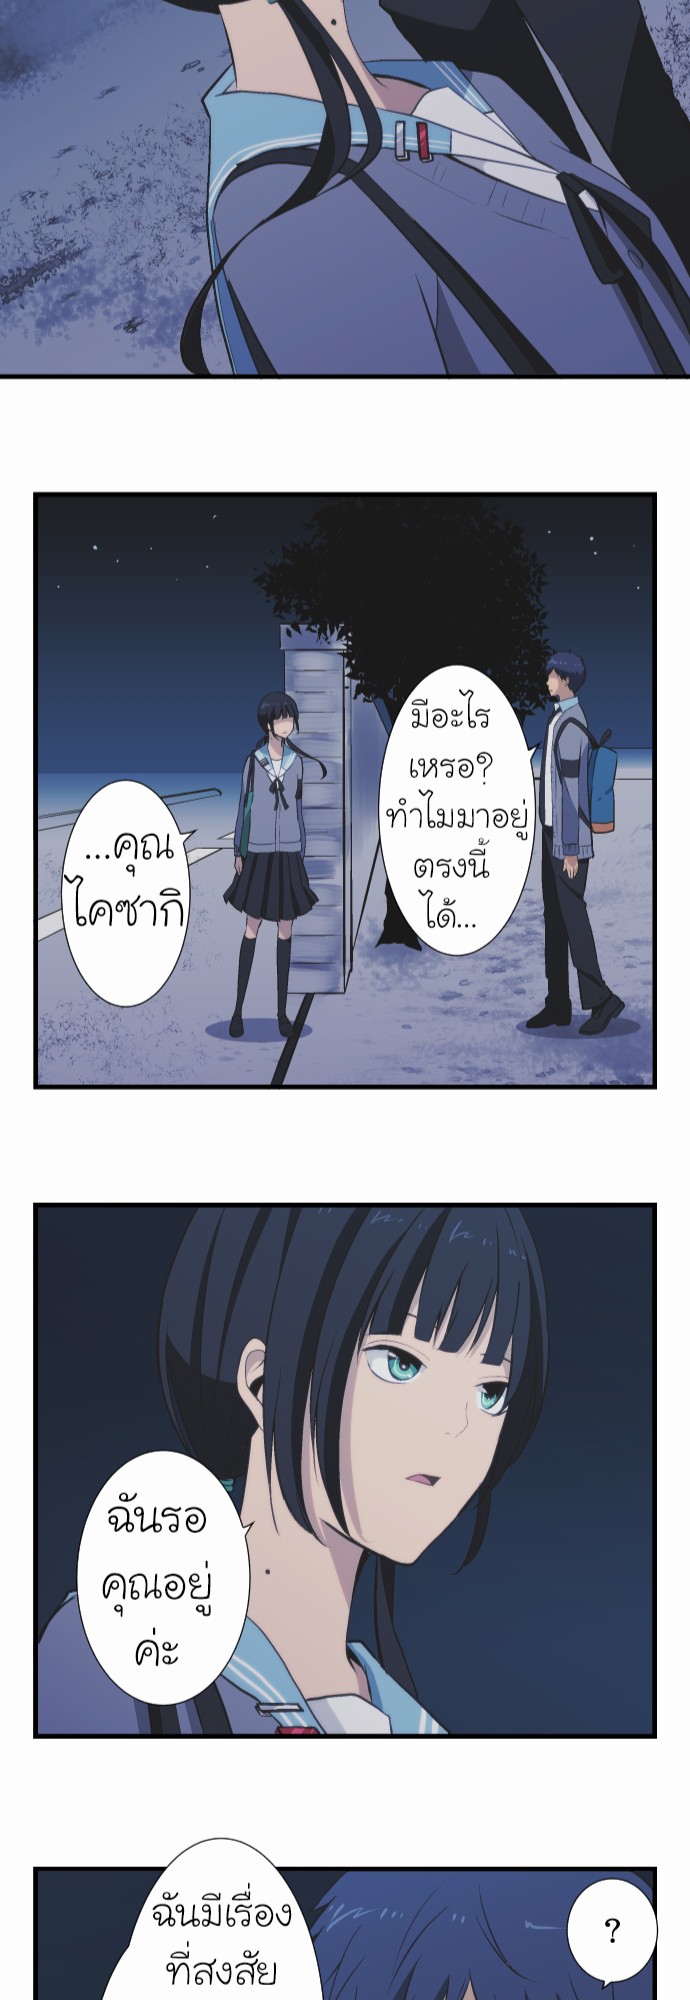 มีอะไร
เหรอ?
ทำไมมาอยู่
ตรงนี้
ได้...
...คุณ
ไคซากิ
ฉันรอ
คุณอยู่
ค่ะ
ฉันมีเรื่อง
ที่สงสัย
?